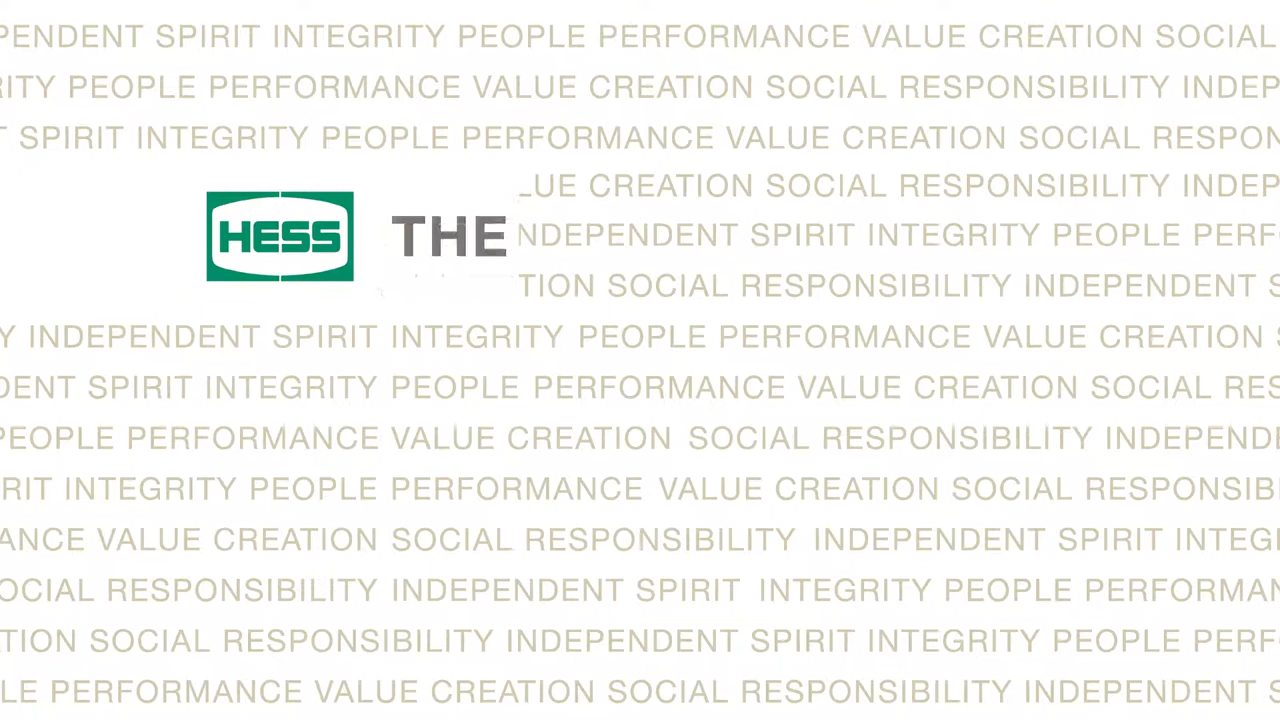 PENDENT SPIRIT INTEGRITY PEOPLE PERFORMANCE VALUE CREATION SOCIAL
RITY PEOPLE PERFORMANCE VALUE CREATION SOCIAL RESPONSIBILITY INDEP
T SPIRIT INTEGRITY PEOPLE PERFORMANCE VALUE CREATION SOCIAL RESPON
UE CREATION SOCIAL RESPONSIBILITY INDEP
HESS THE NDEPENDENT SPIRIT INTEGRITY PEOPLE PERF
TION SOCIAL RESPONSIBILITY INDEPENDENT S
Y INDEPENDENT SPIRIT INTEGRITY PEOPLE PERFORMANCE VALUE CREATION S
DENT SPIRIT INTEGRITY PEOPLE PERFORMANCE VALUE CREATION SOCIAL RES
PEOPLE PERFORMANCE VALUE CREATION SOCIAL RESPONSIBILITY INDEPENDE
RIT INTEGRITY PEOPLE PERFORMANCE VALUE CREATION SOCIAL RESPONSIBI
ANCE VALUE CREATION SOCIAL RESPONSIBILITY INDEPENDENT SPIRIT INTEG
OCIAL RESPONSIBILITY INDEPENDENT SPIRIT INTEGRITY PEOPLE PERFORMAN
TION SOCIAL RESPONSIBILITY INDEPENDENT SPIRIT INTEGRITY PEOPLE PERF
LE PERFORMANCE VALUE CREATION SOCIAL RESPONSIBILITY INDEPENDENT S